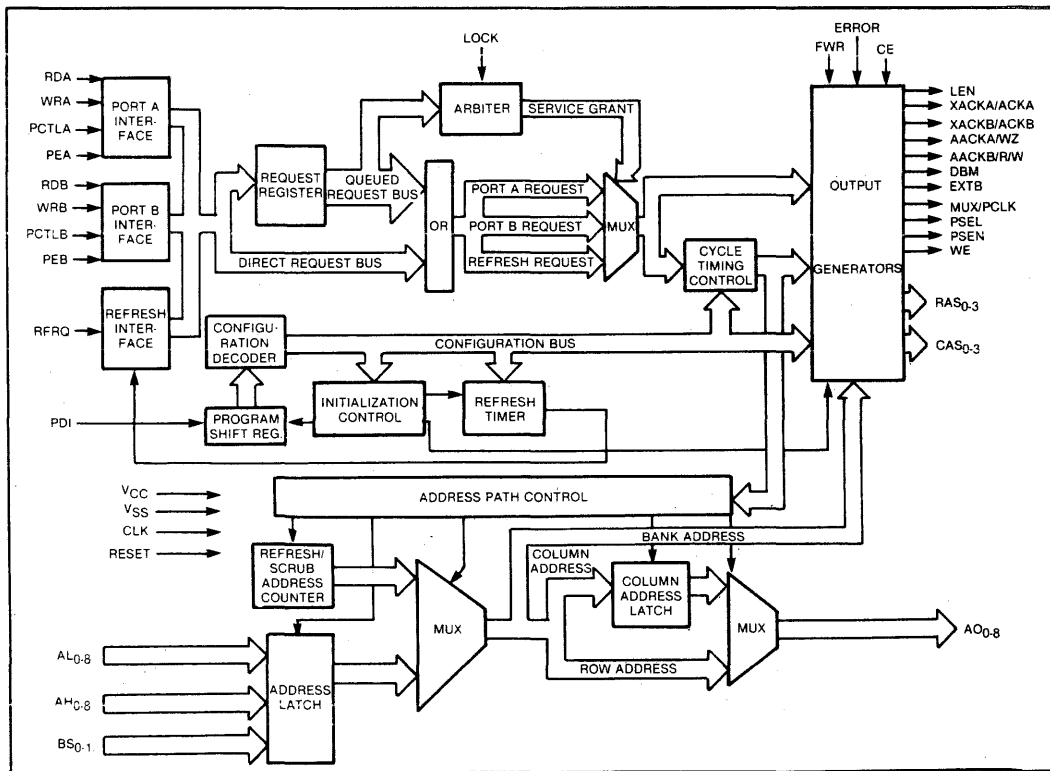 LOCK
ERROR
FWR
CE
RDA
WRA
PCTLA
PEA
PORT A
INTER-
FACE
RDB
WRB
PCTLB
PEB
PORT B
INTER-
FACE
RFRQ
REFRESH
INTER-
FACE
REQUEST
REGISTER
ARBITER
SERVICE GRANT
QUEUED
REQUEST BUS
DIRECT REQUEST BUS
OR
PORT A REQUEST
PORT B REQUEST
REFRESH REQUEST
MUX
CYCLE
TIMING
CONTROL
OUTPUT
GENERATORS
LEN
XACKA/ACKA
XACKB/ACKB
AACKA/WZ
AACKB/R/W
DBM
EXTB
MUX/PCLK
PSEL
PSEN
WE
RAS0-3
CAS0-3
CONFIGU-
RATION
DECODER
CONFIGURATION BUS
PDI
PROGRAM
SHIFT REG.
INITIALIZATION
CONTROL
REFRESH
TIMER
VCC
VSS
CLK
RESET
ADDRESS PATH CONTROL
BANK ADDRESS
REFRESH/
SCRUB
ADDRESS
COUNTER
MUX
COLUMN
ADDRESS
COLUMN
ADDRESS
LATCH
MUX
ROW ADDRESS
AO0-8
AL0-8
AH0-8
BS0-1
ADDRESS
LATCH